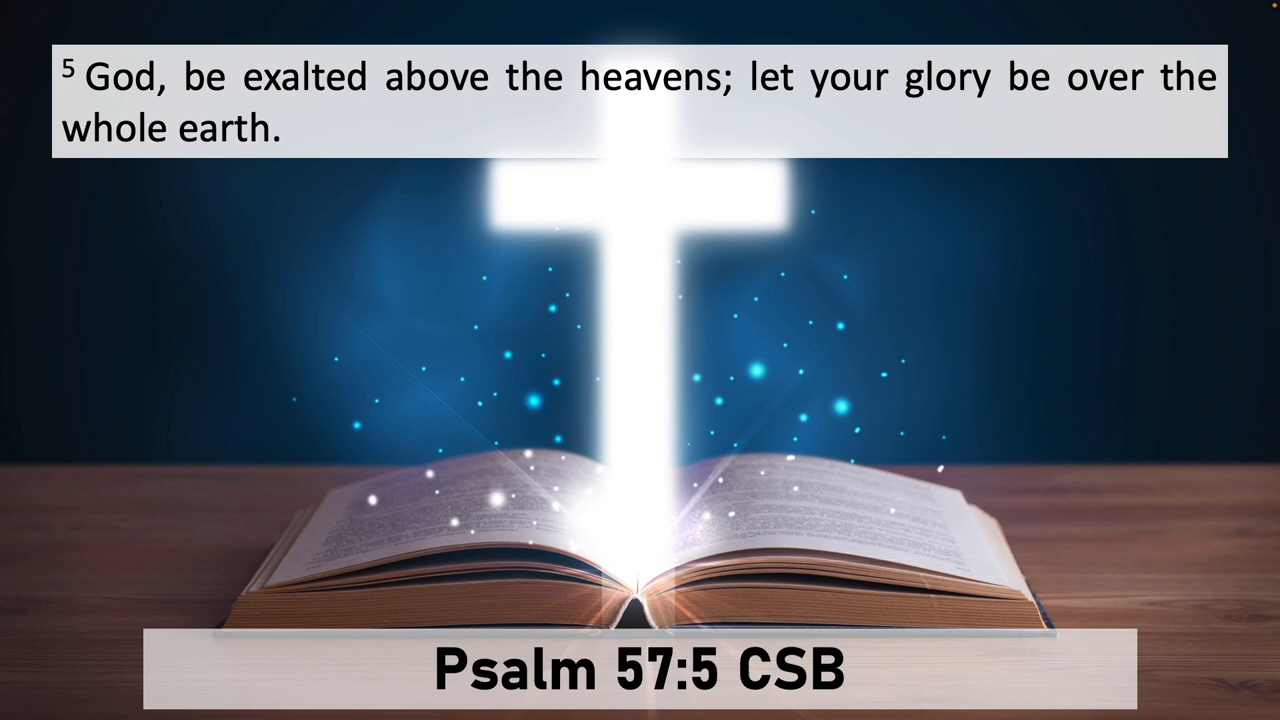 5 God, be exalted above the heavens; let your glory be over the
whole earth.
Psalm 57:5 CSB